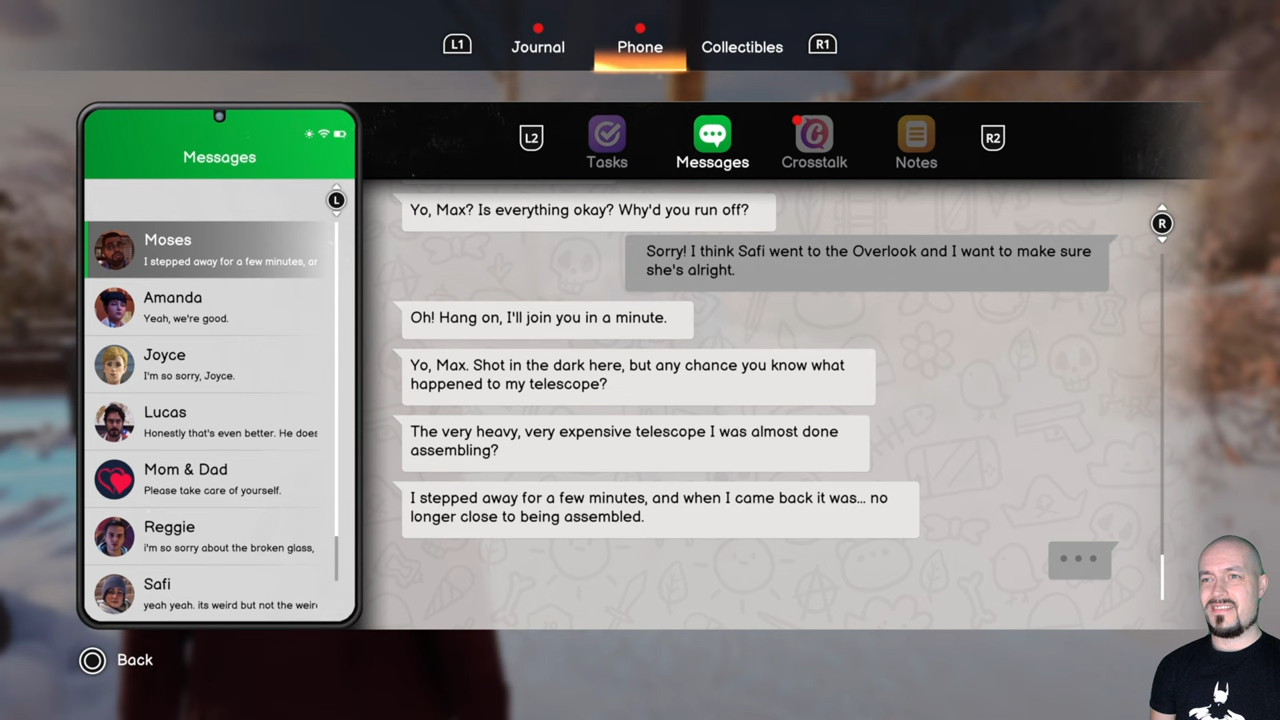 L1
Journal
Phone
Collectibles
R1
Messages
L2
Tasks
Messages
Crosstalk
Notes
R2
L
R
Moses
I stepped away for a few minutes, ar
Amanda
Yeah, we're good.
Joyce
I'm so sorry, Joyce.
Lucas
Honestly that's even better. He does
Mom & Dad
Please take care of yourself.
Reggie
i'm so sorry about the broken glass,
Safi
yeah yeah. its weird but not the weir
Yo, Max? Is everything okay? Why'd you run off?
Sorry! I think Safi went to the Overlook and I want to make sure
she's alright.
Oh! Hang on, I'll join you in a minute.
Yo, Max. Shot in the dark here, but any chance you know what
happened to my telescope?
The very heavy, very expensive telescope I was almost done
assembling?
I stepped away for a few minutes, and when I came back it was... no
longer close to being assembled.
...
Back